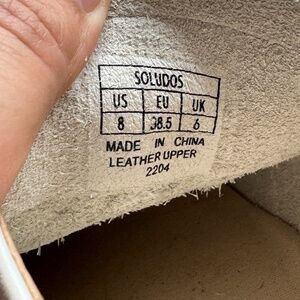 SOLUDOS
US EU UK
8 38.5 6
MADE IN CHINA
LEATHER UPPER
2204